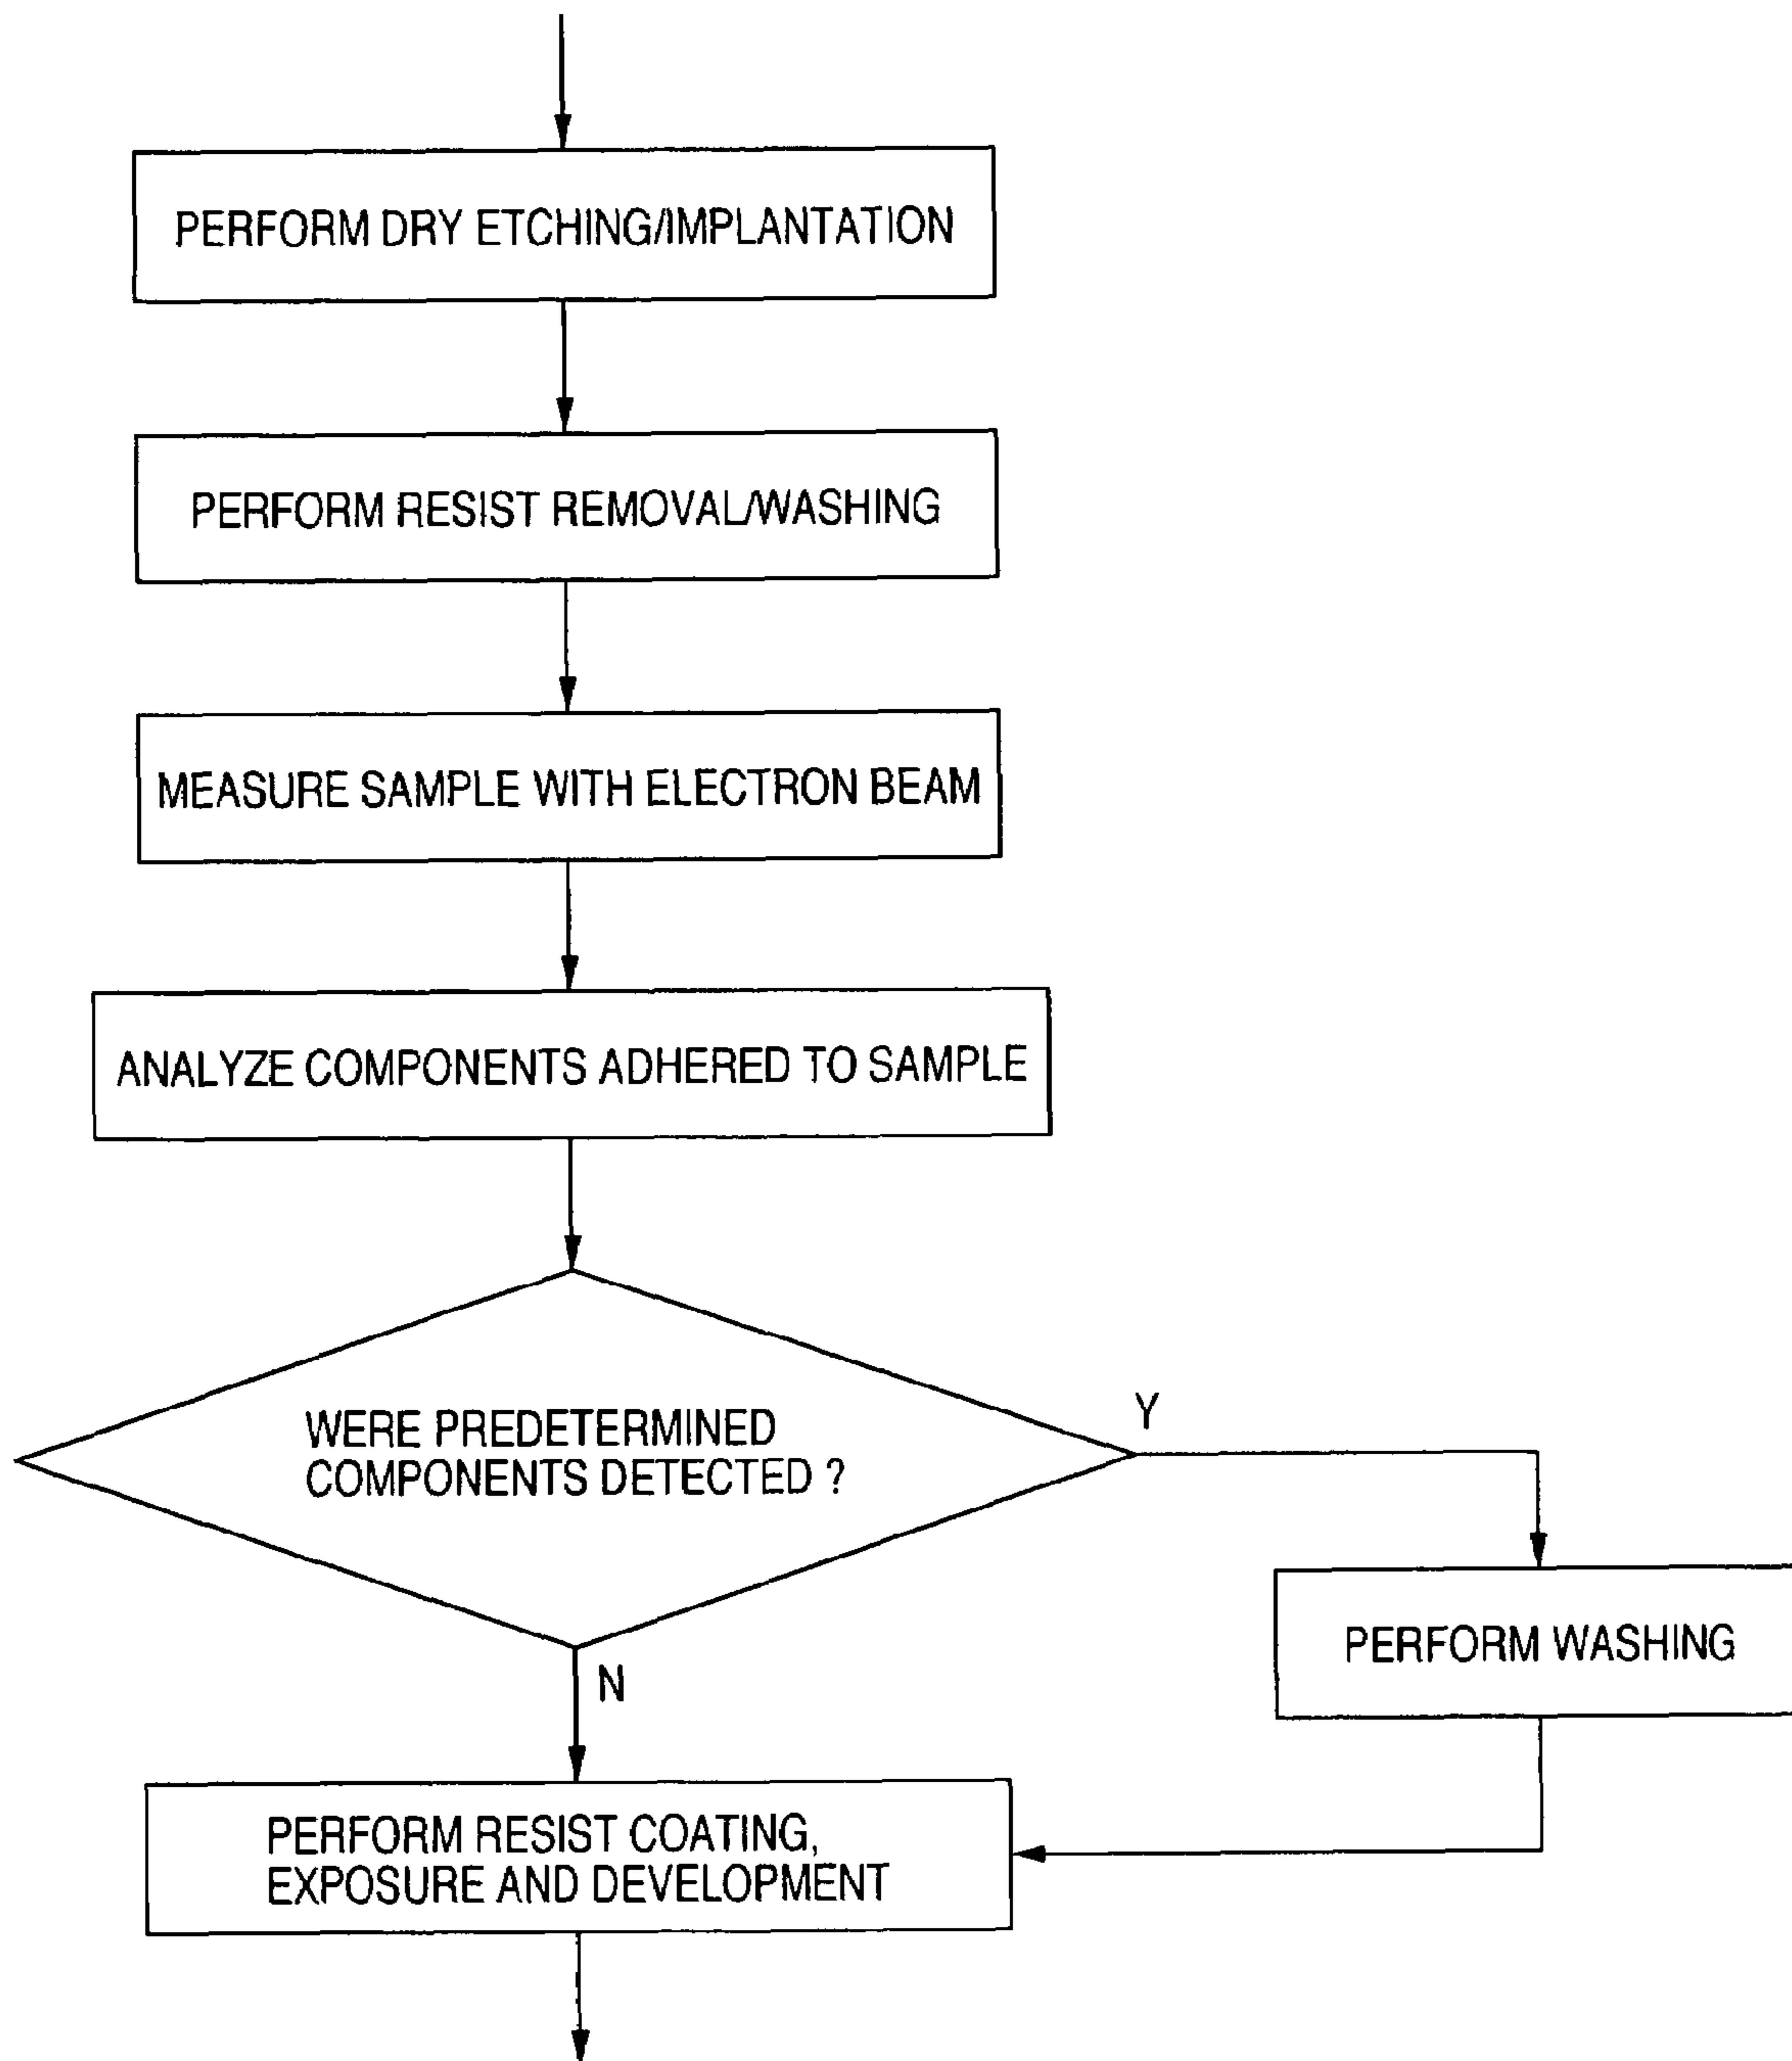 PERFORM DRY ETCHING/IMPLANTATION
PERFORM RESIST REMOVAL/WASHING
MEASURE SAMPLE WITH ELECTRON BEAM
ANALYZE COMPONENTS ADHERED TO SAMPLE
WERE PREDETERMINED
COMPONENTS DETECTED ?
Y
PERFORM WASHING
N
PERFORM RESIST COATING,
EXPOSURE AND DEVELOPMENT